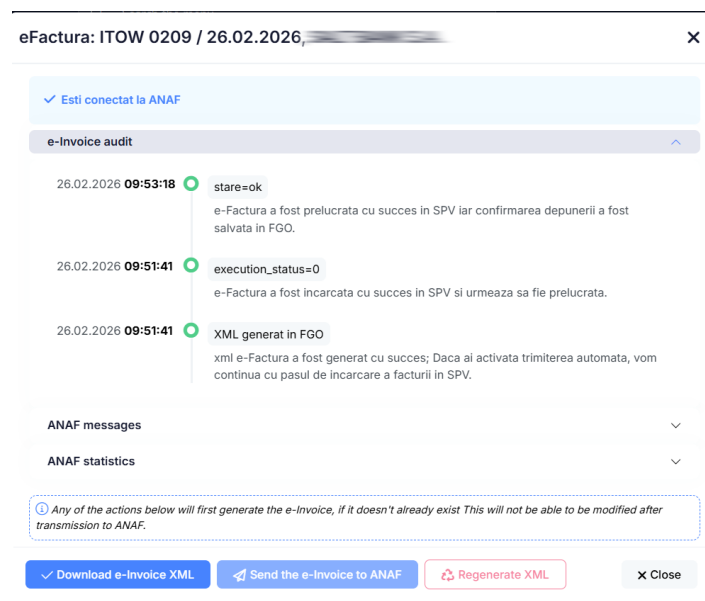 eFactura: ITOW 0209 / 26.02.2026,
Esti conectat la ANAF
e-Invoice audit
26.02.2026 09:53:18 stare=ok
e-Factura a fost prelucrata cu succes in SPV iar confirmarea depunerii a fost
salvata in FGO.
26.02.2026 09:51:41 execution_status=0
e-Factura a fost incarcata cu succes in SPV si urmeaza sa fie prelucrata.
26.02.2026 09:51:41 XML generat in FGO
xml e-Factura a fost generat cu succes; Daca ai activata trimiterea automata, vom
continua cu pasul de incarcare a facturii in SPV.
ANAF messages
ANAF statistics
Any of the actions below will first generate the e-Invoice, if it doesn't already exist This will not be able to be modified after
transmission to ANAF.
Download e-Invoice XML Send the e-Invoice to ANAF Regenerate XML Close